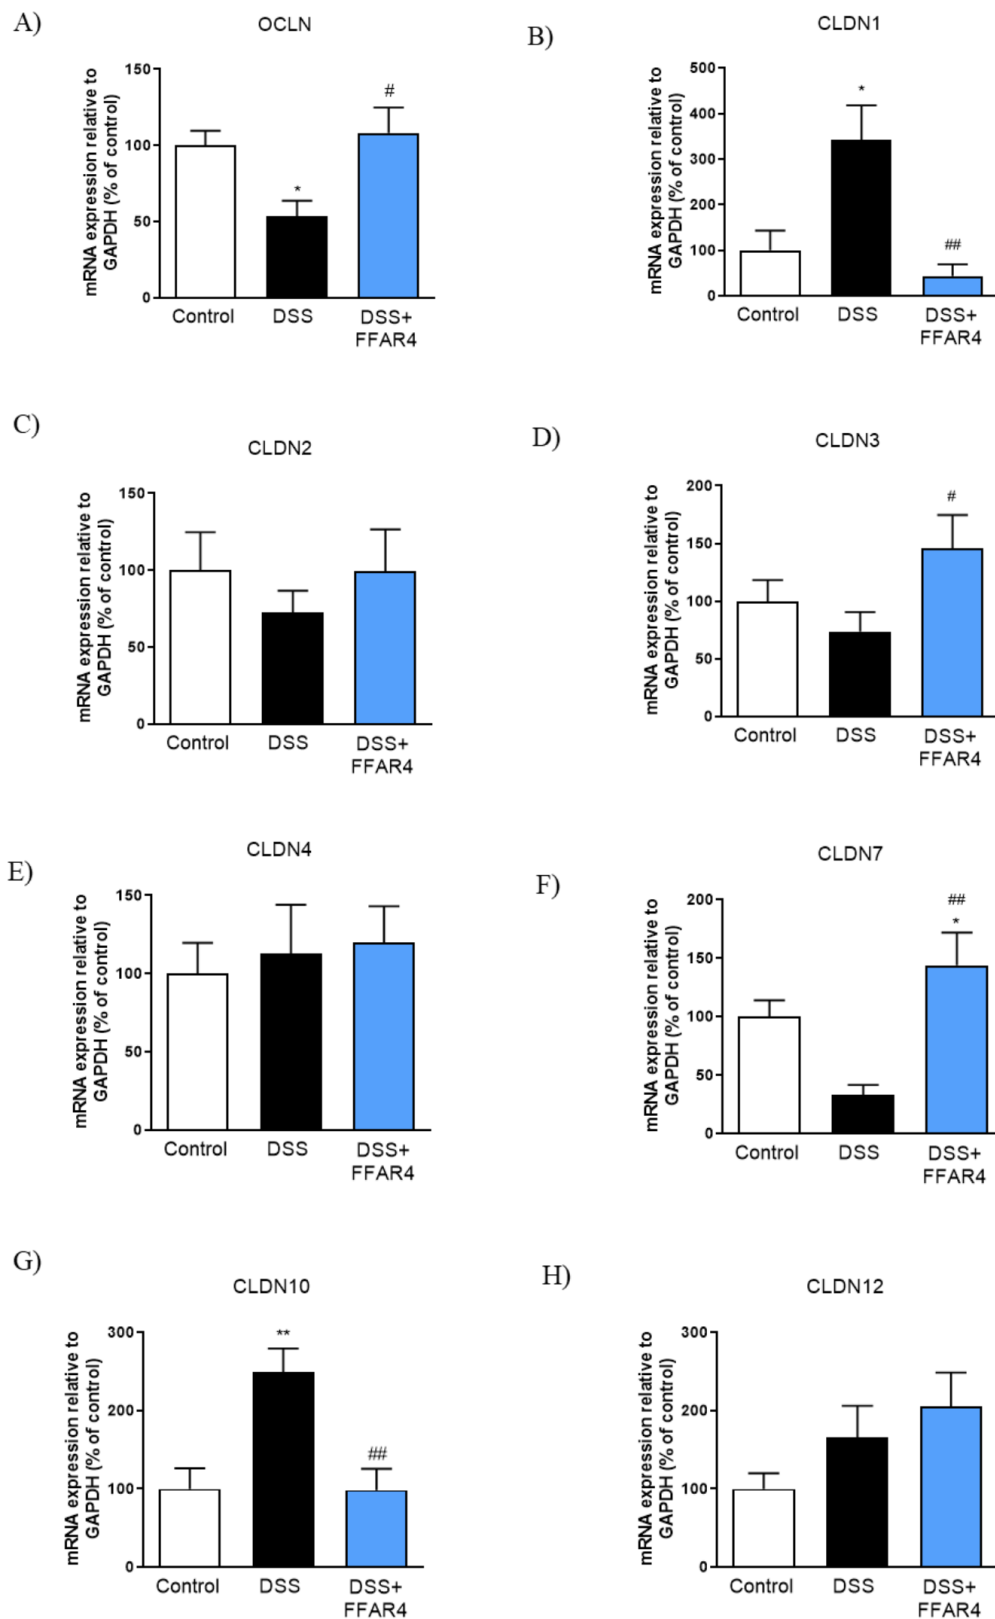 A)
OCLN
mRNA expression relative to
GAPDH (% of control)
150
100
50
0
*
#
Control
DSS
DSS+
FFAR4
B)
CLDN1
mRNA expression relative to
GAPDH (% of control)
500
400
300
200
100
0
*
##
Control
DSS
DSS+
FFAR4
C)
CLDN2
mRNA expression relative to
GAPDH (% of control)
150
100
50
0
Control
DSS
DSS+
FFAR4
D)
CLDN3
mRNA expression relative to
GAPDH (% of control)
200
150
100
50
0
#
Control
DSS
DSS+
FFAR4
E)
CLDN4
mRNA expression relative to
GAPDH (% of control)
150
100
50
0
Control
DSS
DSS+
FFAR4
F)
CLDN7
mRNA expression relative to
GAPDH (% of control)
200
150
100
50
0
##
*
Control
DSS
DSS+
FFAR4
G)
CLDN10
mRNA expression relative to
GAPDH (% of control)
300
200
100
0
**
##
Control
DSS
DSS+
FFAR4
H)
CLDN12
mRNA expression relative to
GAPDH (% of control)
300
200
100
0
Control
DSS
DSS+
FFAR4